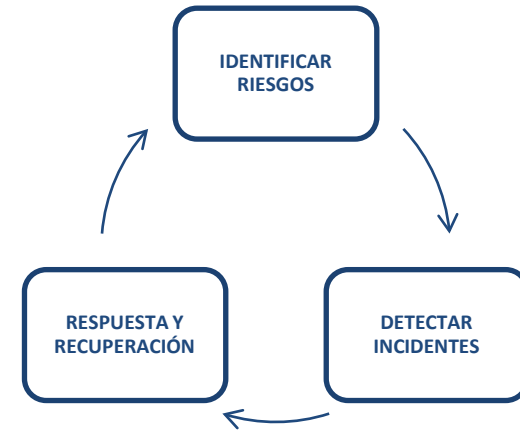 IDENTIFICAR
RIESGOS
RESPUESTA Y
RECUPERACIÓN
DETECTAR
INCIDENTES